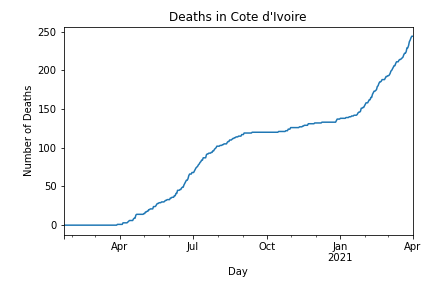 Deaths in Cote d'Ivoire
250
200
150
100
50
0
Number of Deaths
Apr
Jul
Oct
Jan
2021
Apr
Day